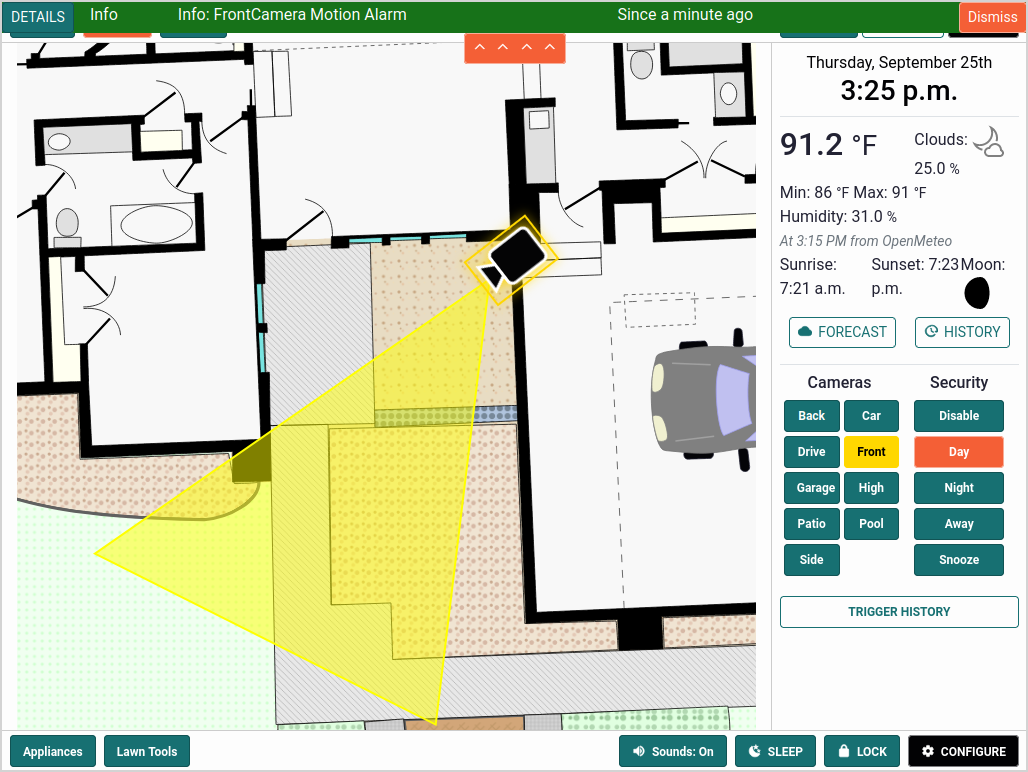 DETAILS Info Info: FrontCamera Motion Alarm Since a minute ago Dismiss
Thursday, September 25th
3:25 p.m.
91.2 °F Clouds:
25.0 %
Min: 86 °F Max: 91 °F
Humidity: 31.0 %
At 3:15 PM from OpenMeteo
Sunrise: Sunset: 7:23 Moon:
7:21 a.m. p.m.
FORECAST HISTORY
Cameras Security
Back Car Disable
Drive Front Day
Garage High Night
Patio Pool Away
Side Snooze
TRIGGER HISTORY
Appliances Lawn Tools Sounds: On SLEEP LOCK CONFIGURE